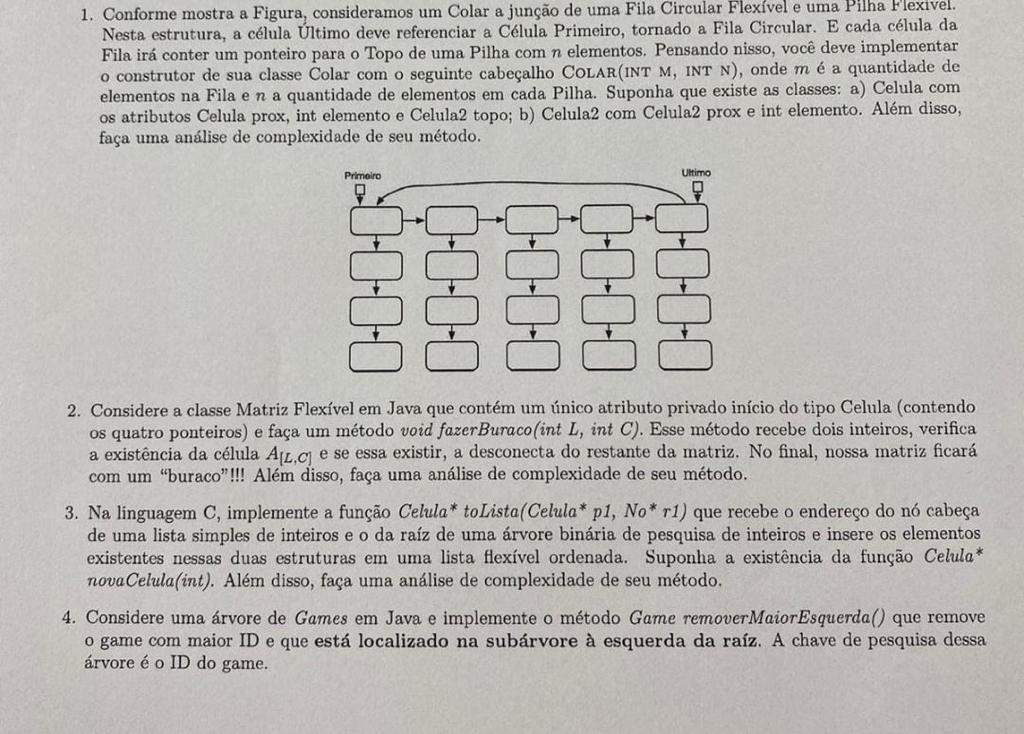 1. Conforme mostra a Figura, consideramos um Colar a junção de uma Fila Circular Flexível e uma Pilha Flexível.
Nesta estrutura, a célula Último deve referenciar a Célula Primeiro, tornado a Fila Circular. E cada célula da
Fila irá conter um ponteiro para o Topo de uma Pilha com n elementos. Pensando nisso, você deve implementar
o construtor de sua classe Colar com o seguinte cabeçalho COLAR(INT M, INT N), onde m é a quantidade de
elementos na Fila e n a quantidade de elementos em cada Pilha. Suponha que existe as classes: a) Celula com
os atributos Celula prox, int elemento e Celula2 topo; b) Celula2 com Celula2 prox e int elemento. Além disso,
faça uma análise de complexidade de seu método.
Primeiro
Ultimo
2. Considere a classe Matriz Flexível em Java que contém um único atributo privado início do tipo Celula (contendo
os quatro ponteiros) e faça um método void fazerBuraco(int L, int C). Esse método recebe dois inteiros, verifica
a existência da célula A[L,C] e se essa existir, a desconecta do restante da matriz. No final, nossa matriz ficará
com um "buraco"!!! Além disso, faça uma análise de complexidade de seu método.
3. Na linguagem C, implemente a função Celula* toLista(Celula* p1, No* r1) que recebe o endereço do nó cabeça
de uma lista simples de inteiros e o da raíz de uma árvore binária de pesquisa de inteiros e insere os elementos
existentes nessas duas estruturas em uma lista flexível ordenada. Suponha a existência da função Celula*
novaCelula(int). Além disso, faça uma análise de complexidade de seu método.
4. Considere uma árvore de Games em Java e implemente o método Game removerMaiorEsquerda() que remove
o game com maior ID e que está localizado na subárvore à esquerda da raíz. A chave de pesquisa dessa
árvore é o ID do game.